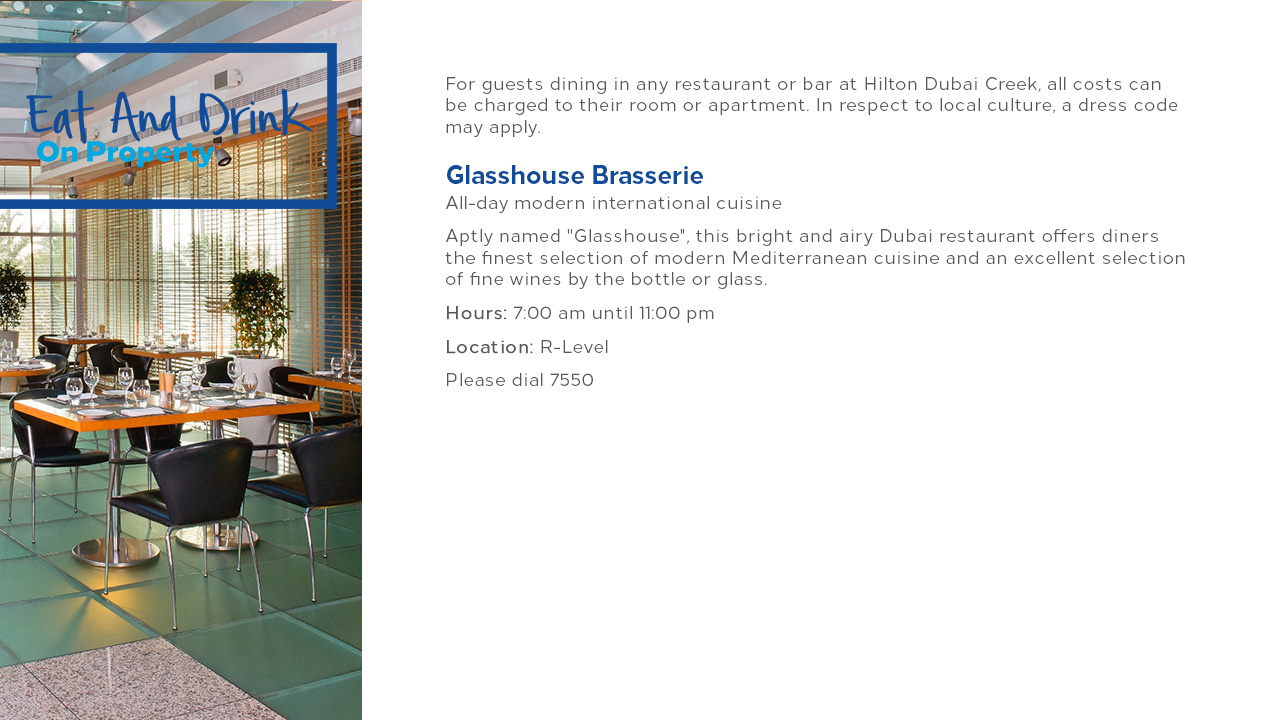 Eat And Drink
On Property
For guests dining in any restaurant or bar at Hilton Dubai Creek, all costs can
be charged to their room or apartment. In respect to local culture, a dress code
may apply.
Glasshouse Brasserie
All-day modern international cuisine
Aptly named "Glasshouse", this bright and airy Dubai restaurant offers diners
the finest selection of modern Mediterranean cuisine and an excellent selection
of fine wines by the bottle or glass.
Hours: 7:00 am until 11:00 pm
Location: R-Level
Please dial 7550